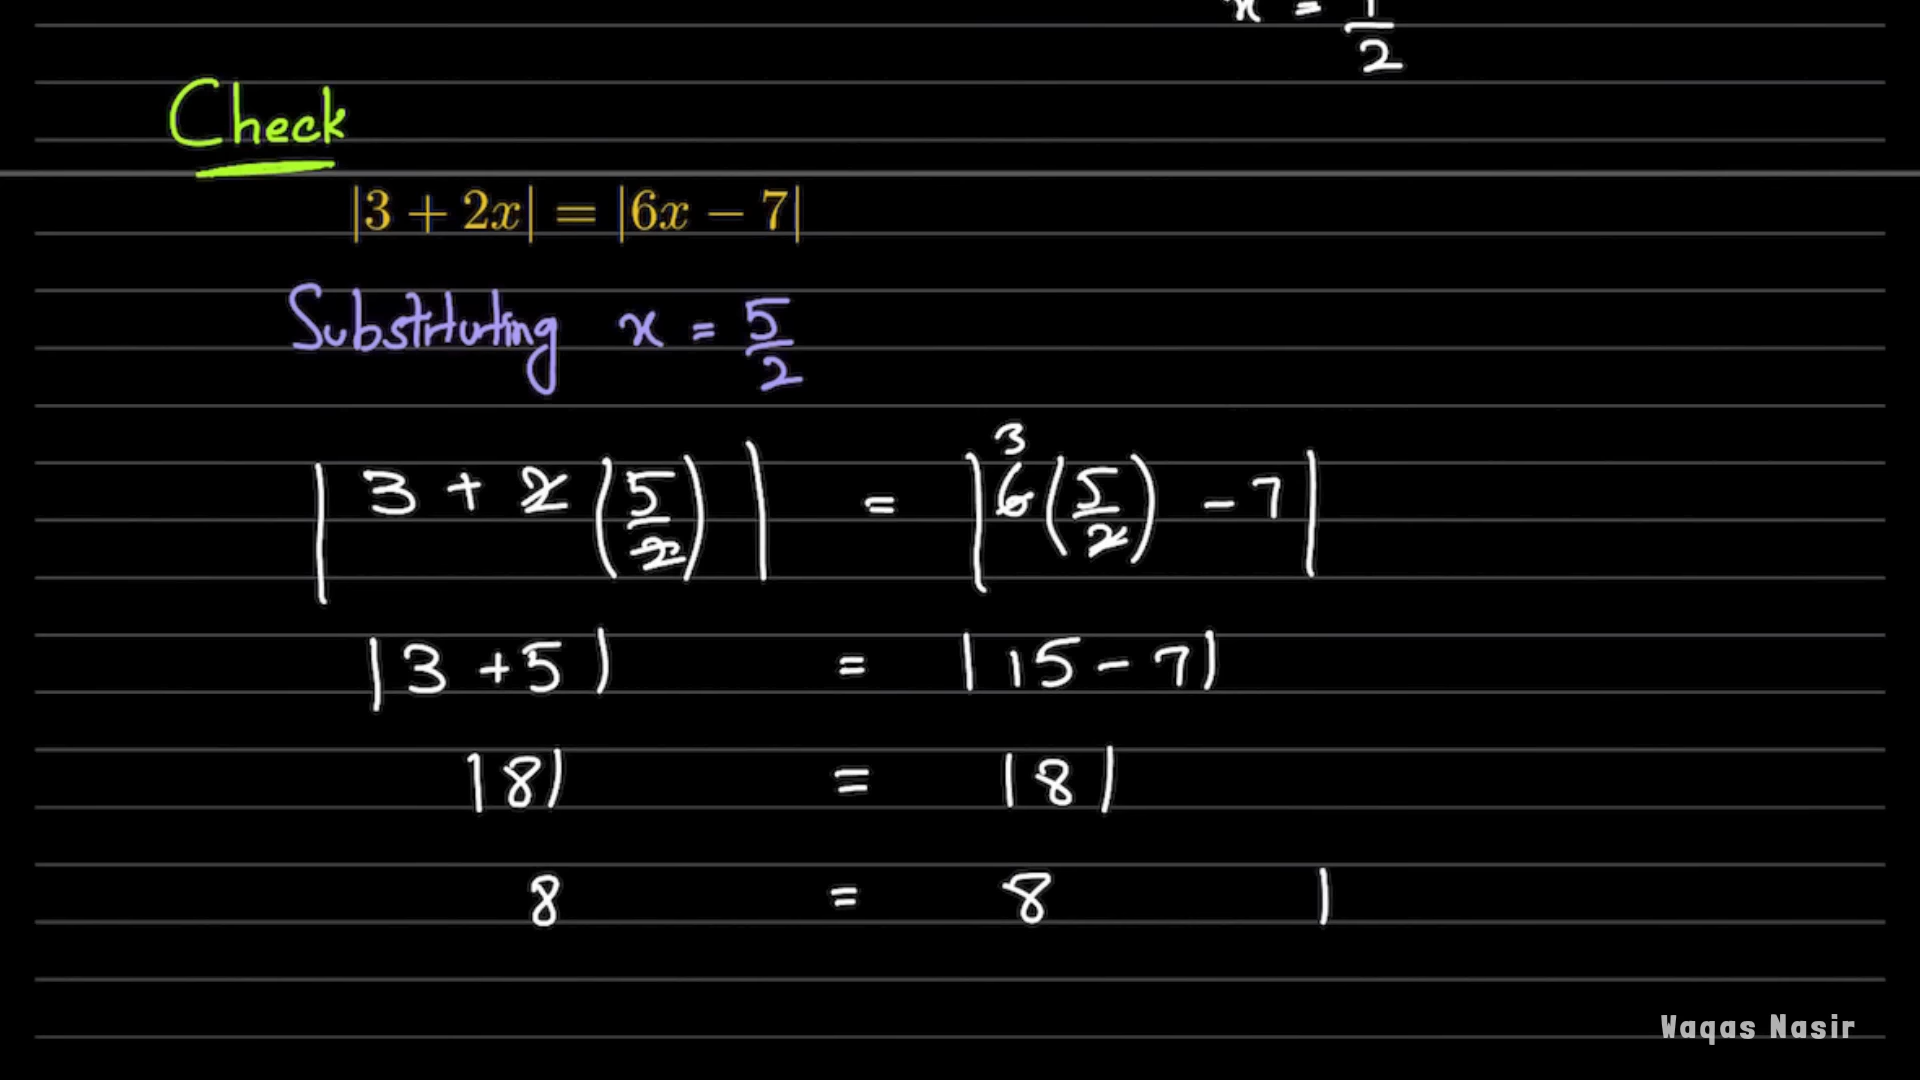 x = 1/2
Check
|3 + 2x| ≡ |6x − 7|
Substituting x = 5/2
|3 + 2(5/2)| = |6(5/2) − 7|
3
|3 + 5| = |15 − 7|
|8| = |8|
8 = 8 |
Waqas Nasir